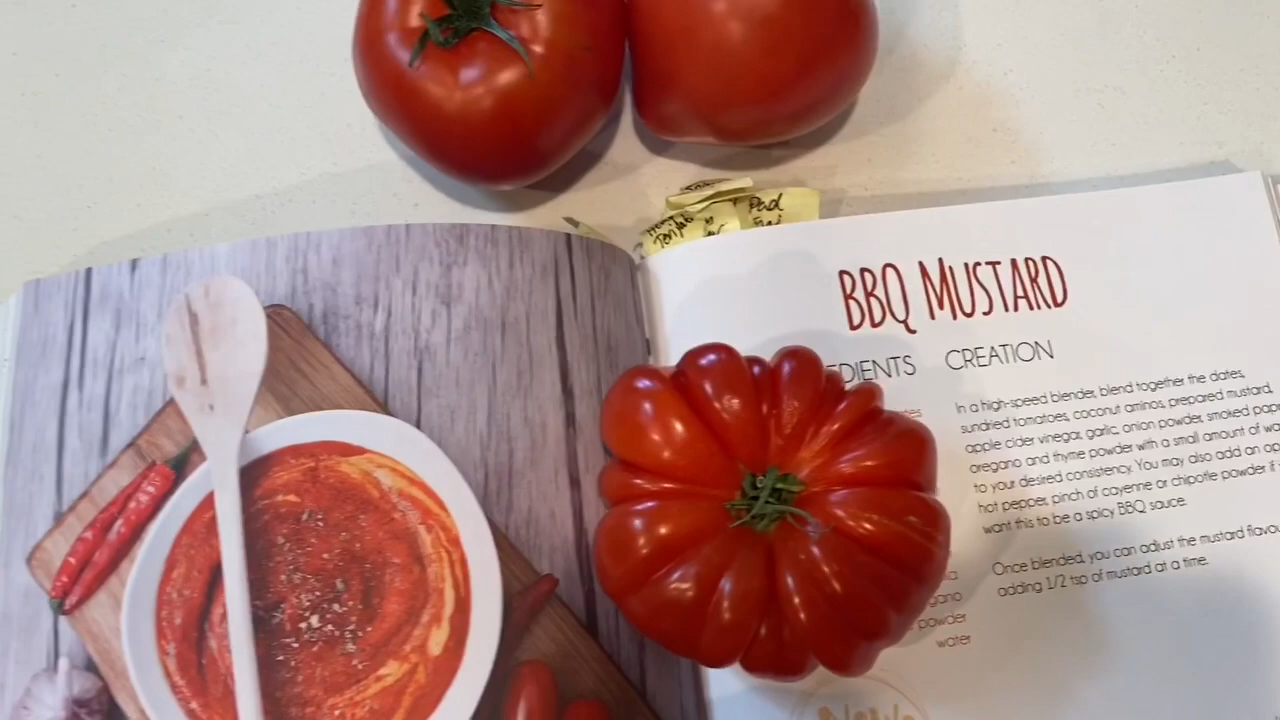 Pad
BBQ MUSTARD
EDIENTS CREATION
In a high-speed blender, blend together the dates,
sundried tomatoes, coconut aminos, prepared mustard,
apple cider vinegar, garlic, onion powder, smoked pap
oregano and thyme powder with a small amount of wa
to your desired consistency. You may also add an op
hot pepper, pinch of cayenne or chipotle powder if
want this to be a spicy BBQ sauce.
Once blended, you can adjust the mustard flavo
adding 1/2 tsp of mustard at a time.
gano
powder
water